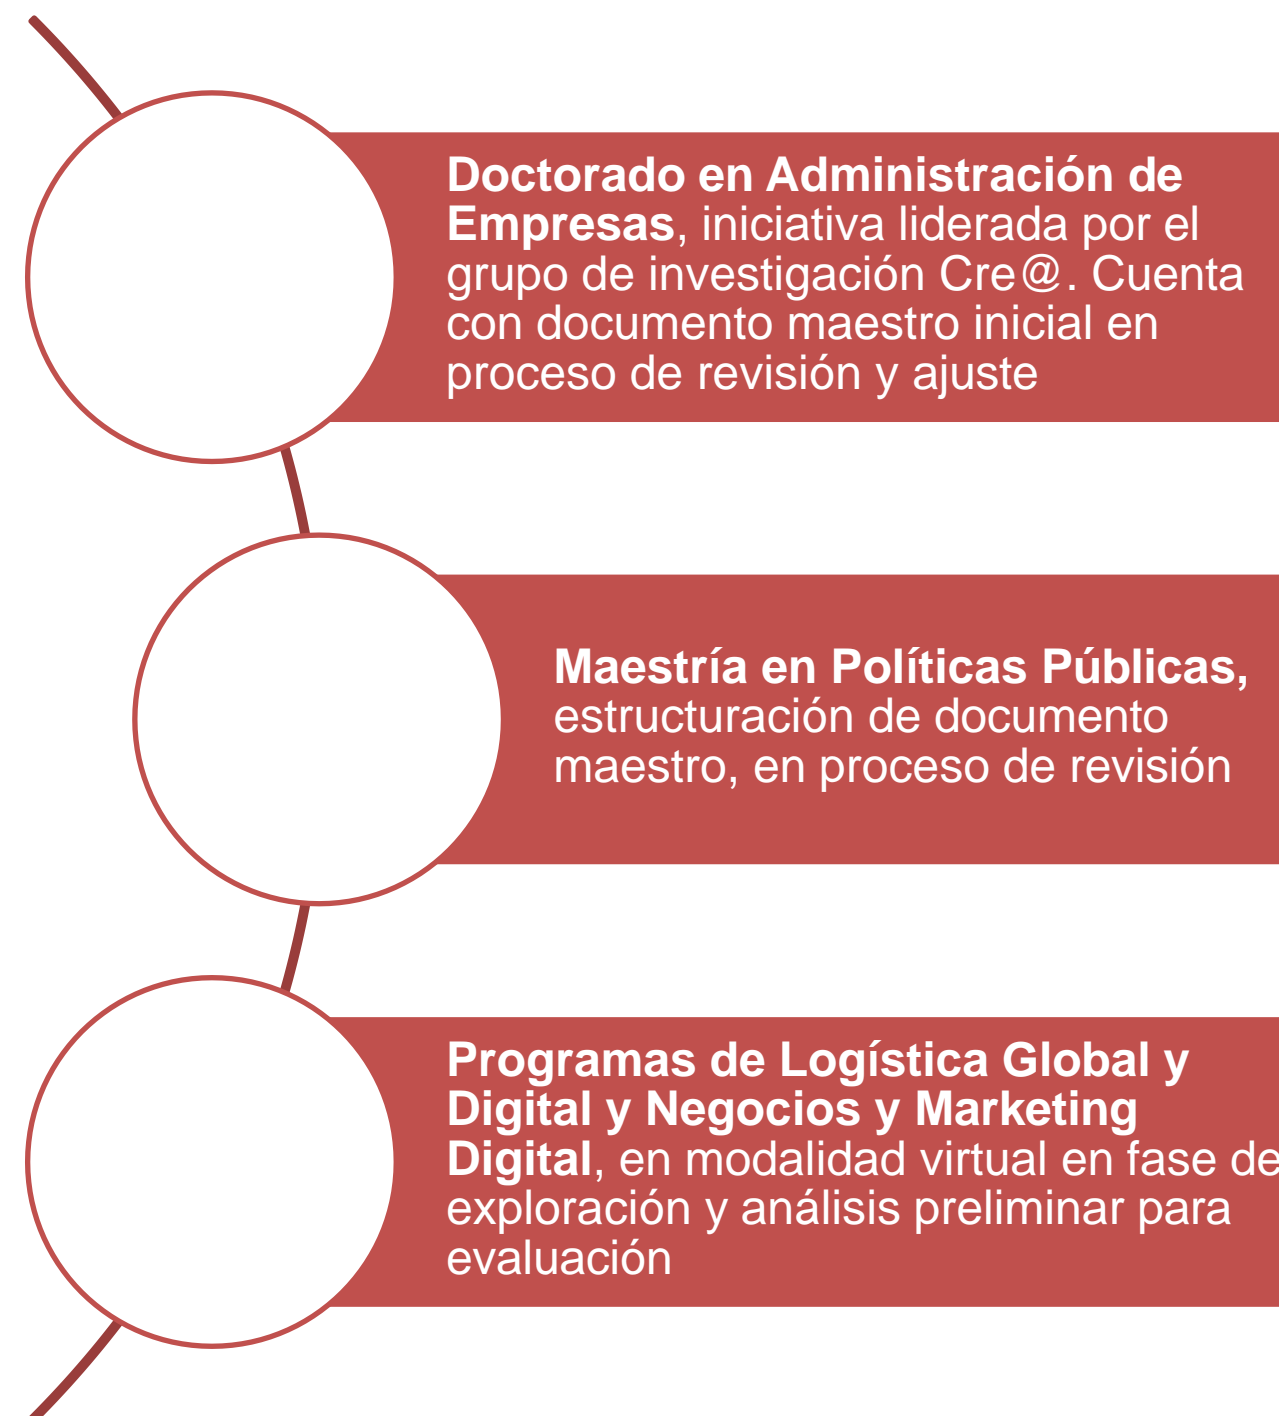 Doctorado en Administración de
Empresas, iniciativa liderada por el
grupo de investigación Cre@. Cuenta
con documento maestro inicial en
proceso de revisión y ajuste
Maestría en Políticas Públicas,
estructuración de documento
maestro, en proceso de revisión
Programas de Logística Global y
Digital y Negocios y Marketing
Digital, en modalidad virtual en fase de
exploración y análisis preliminar para
evaluación